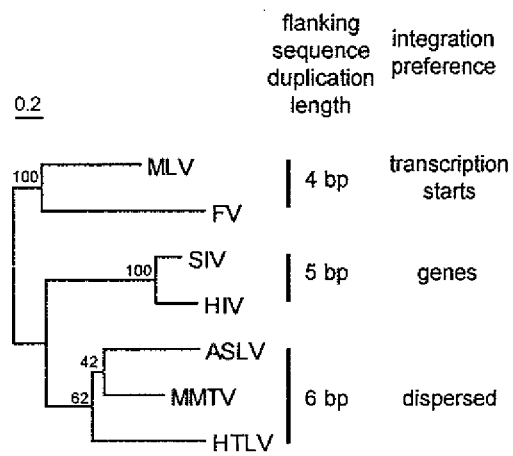 flanking
sequence
duplication
length
integration
preference
0.2
100
MLV
FV
4 bp
transcription
starts
100
SIV
HIV
5 bp
genes
42
62
ASLV
MMTV
HTLV
6 bp
dispersed